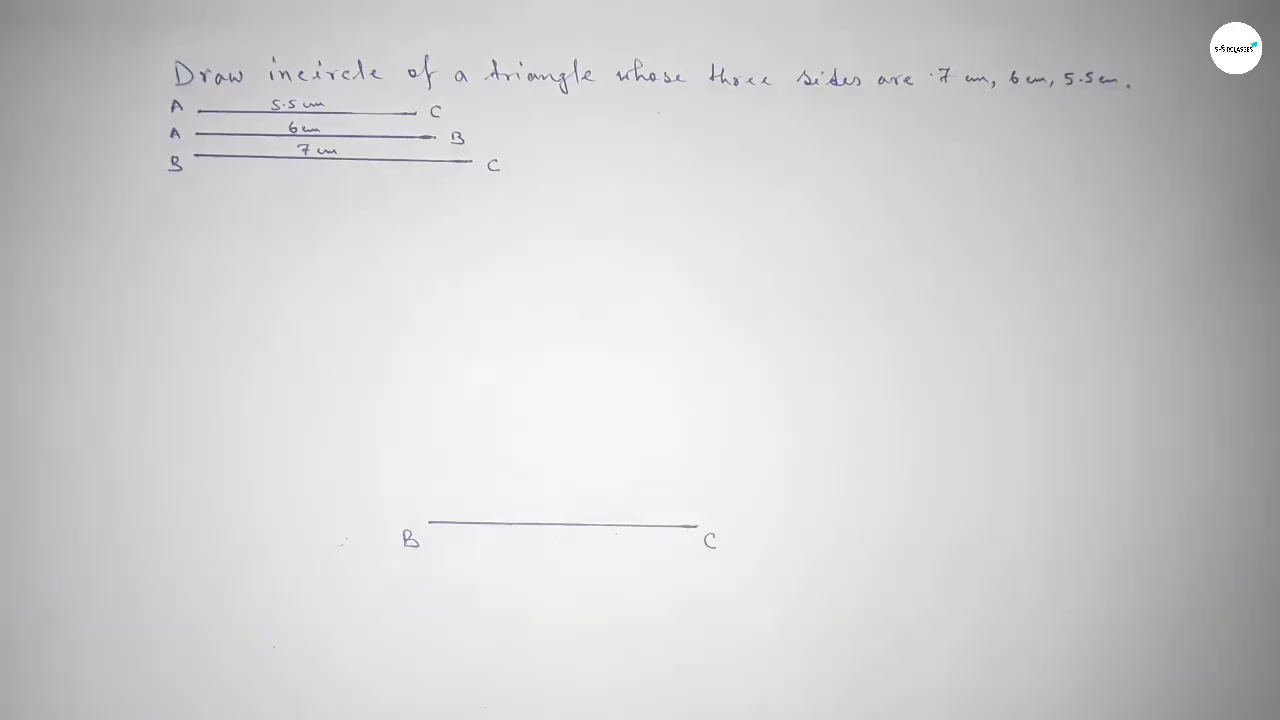 Draw incircle of a triangle whose three sides are 7 cm, 6 cm, 5.5 cm.
A 5.5 cm C
A 6 cm B
B 7 cm C
B C
S-S RCLASSES